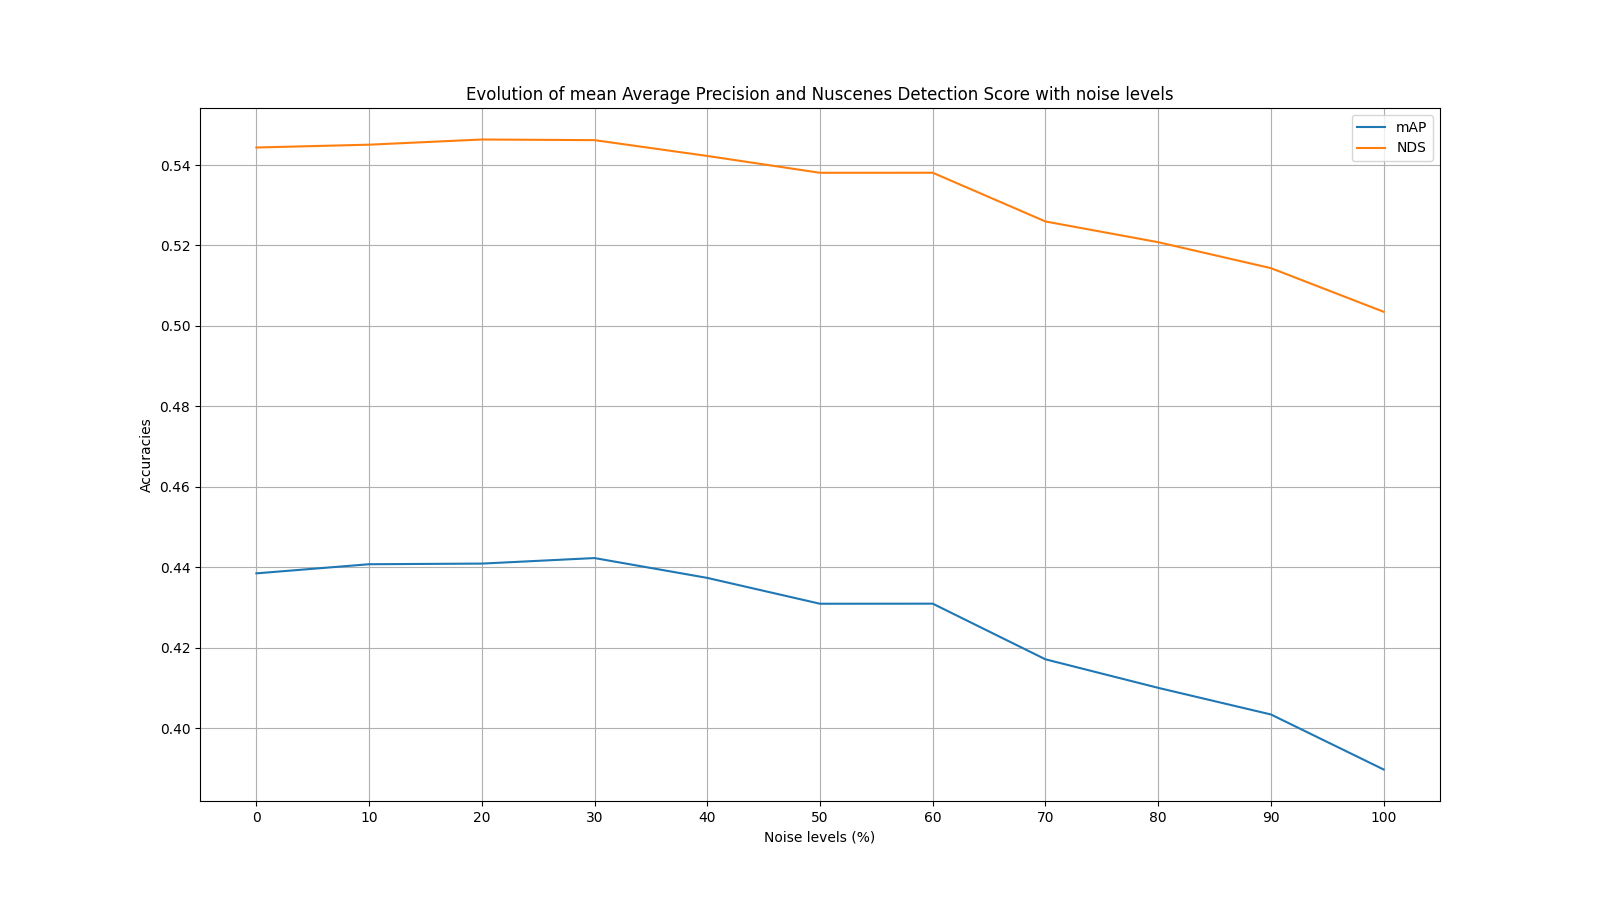 Evolution of mean Average Precision and Nuscenes Detection Score with noise levels
mAP
NDS
0.54
0.52
0.50
0.48
0.46
0.44
0.42
0.40
Accuracies
0 10 20 30 40 50 60 70 80 90 100
Noise levels (%)